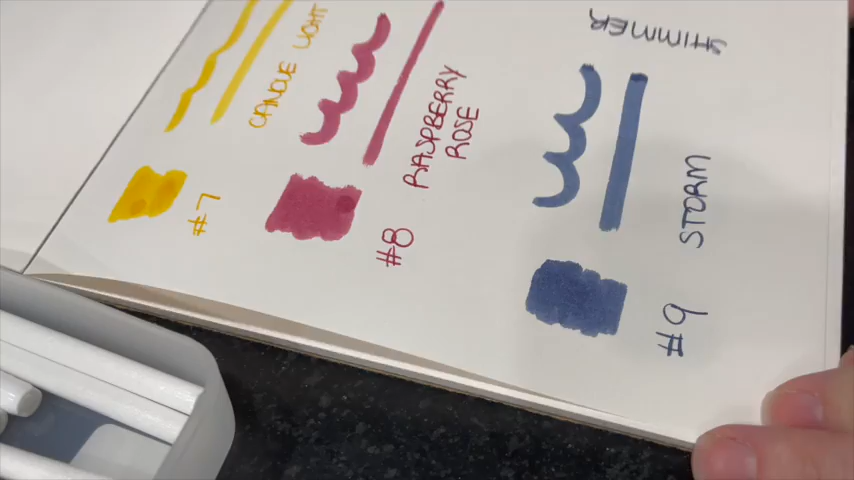 SHIMMER
#7
CANDLE LIGHT
#8
RASPBERRY
ROSE
#9
STORM